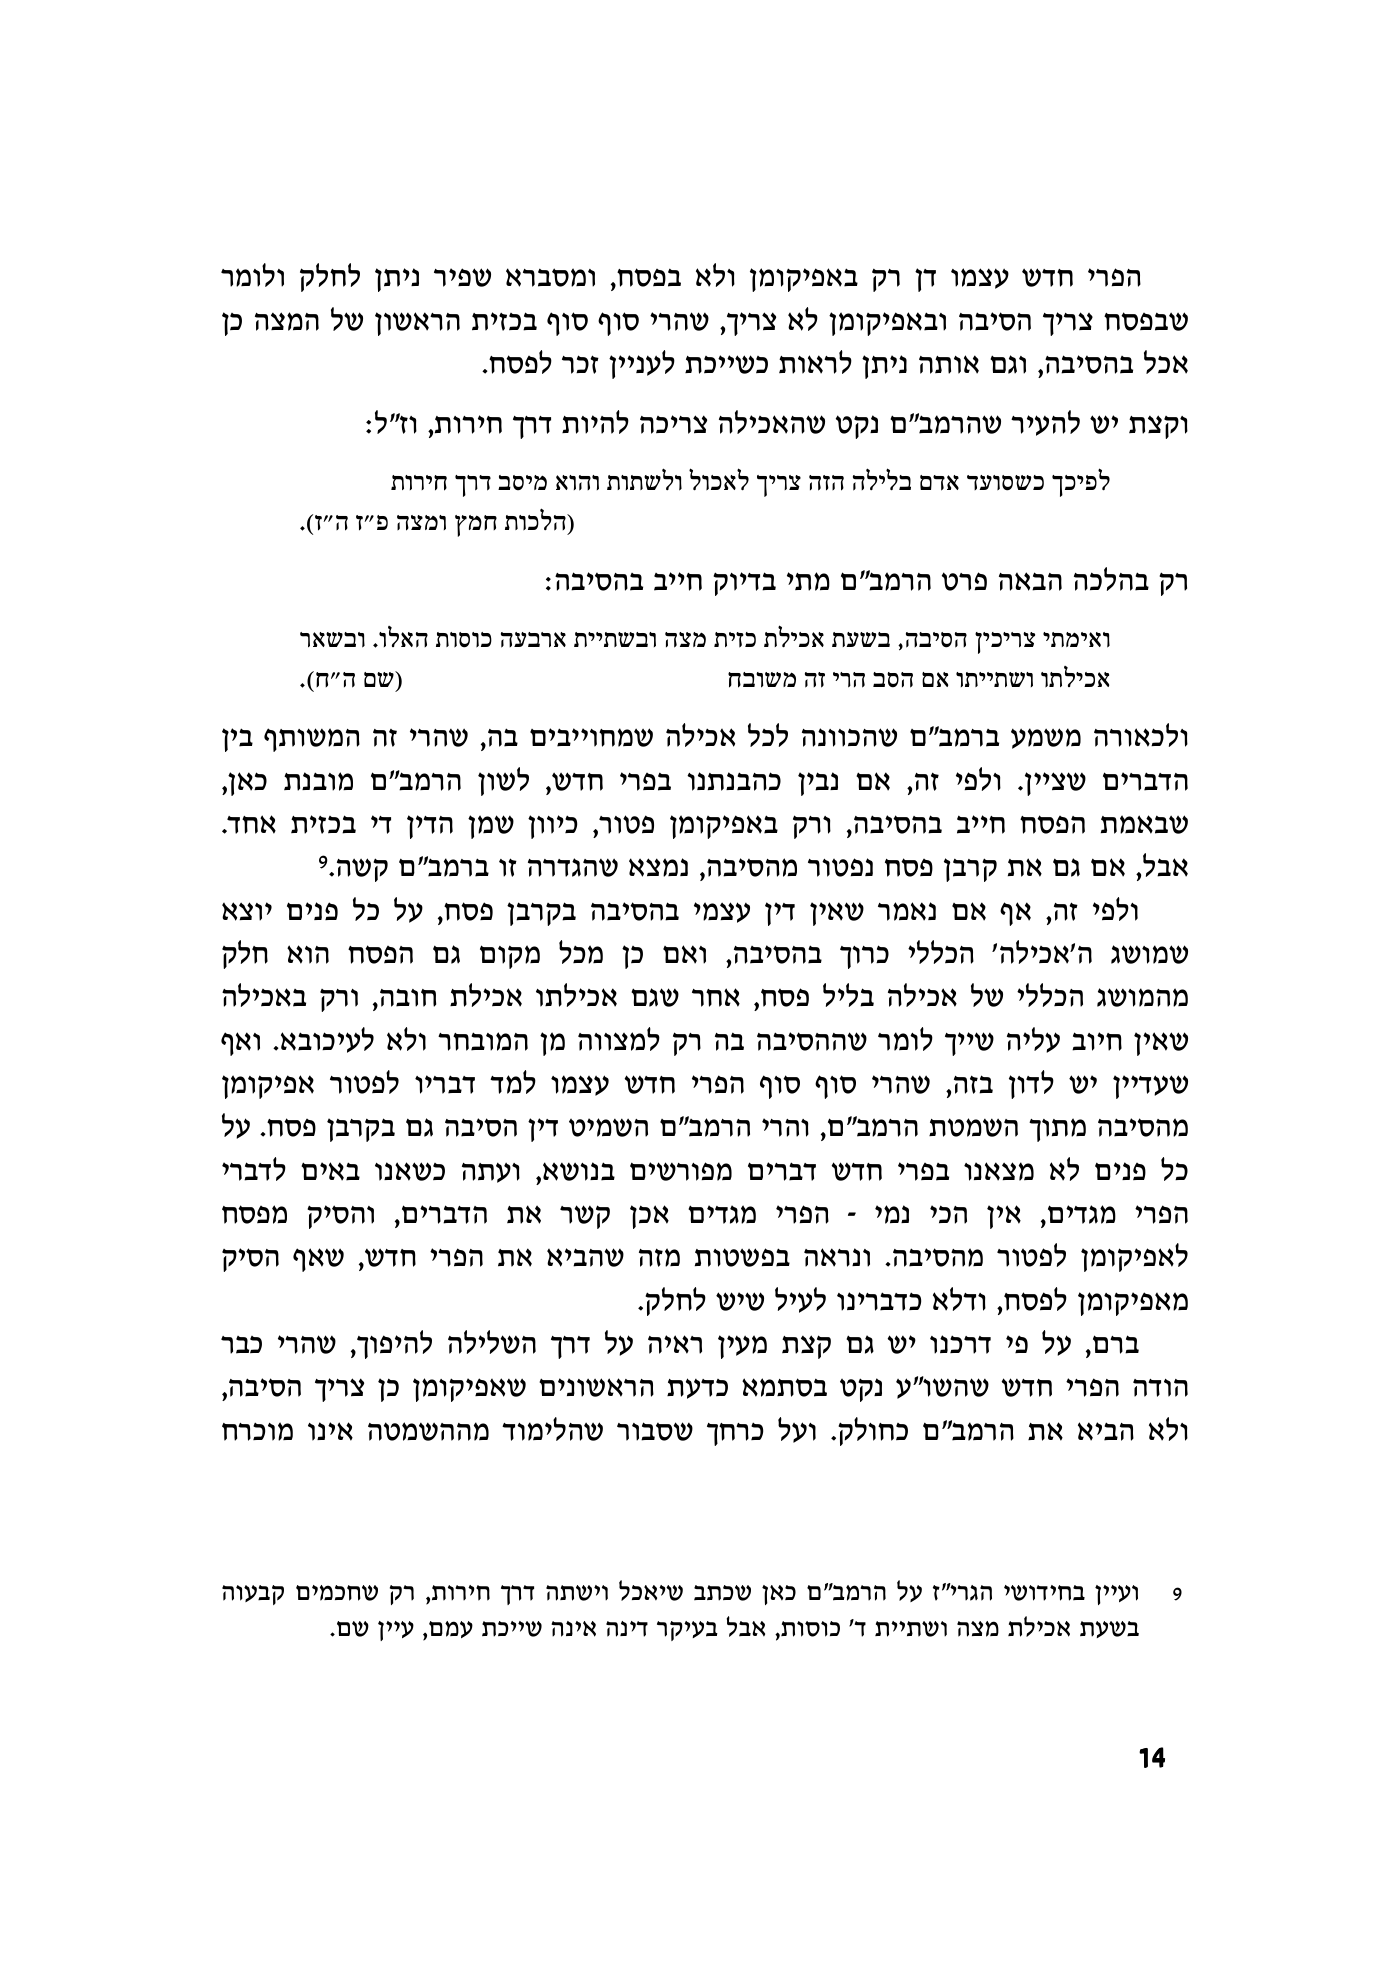 הפרי חדש עצמו דן רק באפיקומן ולא בפסח, ומסברא שפיר ניתן לחלק ולומר
שבפסח צריך הסיבה ובאפיקומן לא צריך, שהרי סוף סוף בכזית הראשון של המצה כן
אכל בהסיבה, וגם אותה ניתן לראות כשייכת לעניין זכר לפסח.
וקצת יש להעיר שהרמב"ם נקט שהאכילה צריכה להיות דרך חירות, וז"ל:
לפיכך כשסועד אדם בלילה הזה צריך לאכול ולשתות והוא מיסב דרך חירות
(הלכות חמץ ומצה פ״ז ה״ז).
רק בהלכה הבאה פרט הרמב"ם מתי בדיוק חייב בהסיבה:
ואימתי צריכין הסיבה, בשעת אכילת כזית מצה ובשתיית ארבעה כוסות האלו. ובשאר
אכילתו ושתייתו אם הסב הרי זה משובח (שם ה״ח).
ולכאורה משמע ברמב"ם שהכוונה לכל אכילה שמחוייבים בה, שהרי זה המשותף בין
הדברים שציין. ולפי זה, אם נבין כהבנתנו בפרי חדש, לשון הרמב"ם מובנת כאן,
שבאמת הפסח חייב בהסיבה, ורק באפיקומן פטור, כיוון שמן הדין די בכזית אחד.
אבל, אם גם את קרבן פסח נפטור מהסיבה, נמצא שהגדרה זו ברמב"ם קשה.9
ולפי זה, אף אם נאמר שאין דין עצמי בהסיבה בקרבן פסח, על כל פנים יוצא
שמושג ה'אכילה' הכללי כרוך בהסיבה, ואם כן מכל מקום גם הפסח הוא חלק
מהמושג הכללי של אכילה בליל פסח, אחר שגם אכילתו אכילת חובה, ורק באכילה
שאין חיוב עליה שייך לומר שההסיבה בה רק למצווה מן המובחר ולא לעיכובא. ואף
שעדיין יש לדון בזה, שהרי סוף סוף הפרי חדש עצמו למד דבריו לפטור אפיקומן
מהסיבה מתוך השמטת הרמב"ם, והרי הרמב"ם השמיט דין הסיבה גם בקרבן פסח. על
כל פנים לא מצאנו בפרי חדש דברים מפורשים בנושא, ועתה כשאנו באים לדברי
הפרי מגדים, אין הכי נמי - הפרי מגדים אכן קשר את הדברים, והסיק מפסח
לאפיקומן לפטור מהסיבה. ונראה בפשטות מזה שהביא את הפרי חדש, שאף הסיק
מאפיקומן לפסח, ודלא כדברינו לעיל שיש לחלק.
ברם, על פי דרכנו יש גם קצת מעין ראיה על דרך השלילה להיפוך, שהרי כבר
הודה הפרי חדש שהשו"ע נקט בסתמא כדעת הראשונים שאפיקומן כן צריך הסיבה,
ולא הביא את הרמב"ם כחולק. ועל כרחך שסבור שהלימוד מההשמטה אינו מוכרח
9 ועיין בחידושי הגרי"ז על הרמב"ם כאן שכתב שיאכל וישתה דרך חירות, רק שחכמים קבעוה
בשעת אכילת מצה ושתיית ד' כוסות, אבל בעיקר דינה אינה שייכת עמם, עיין שם.
14